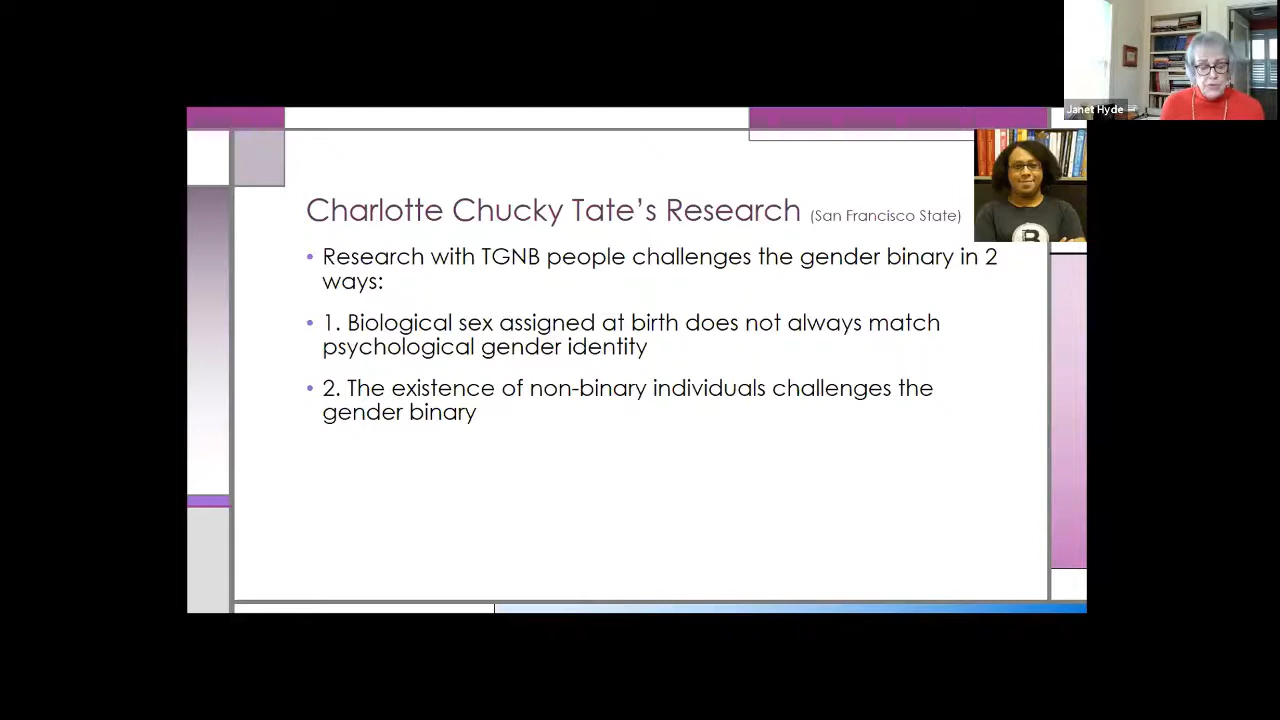 Janet Hyde
Charlotte Chucky Tate's Research (San Francisco State)
• Research with TGNB people challenges the gender binary in 2
ways:
• 1. Biological sex assigned at birth does not always match
psychological gender identity
• 2. The existence of non-binary individuals challenges the
gender binary
B